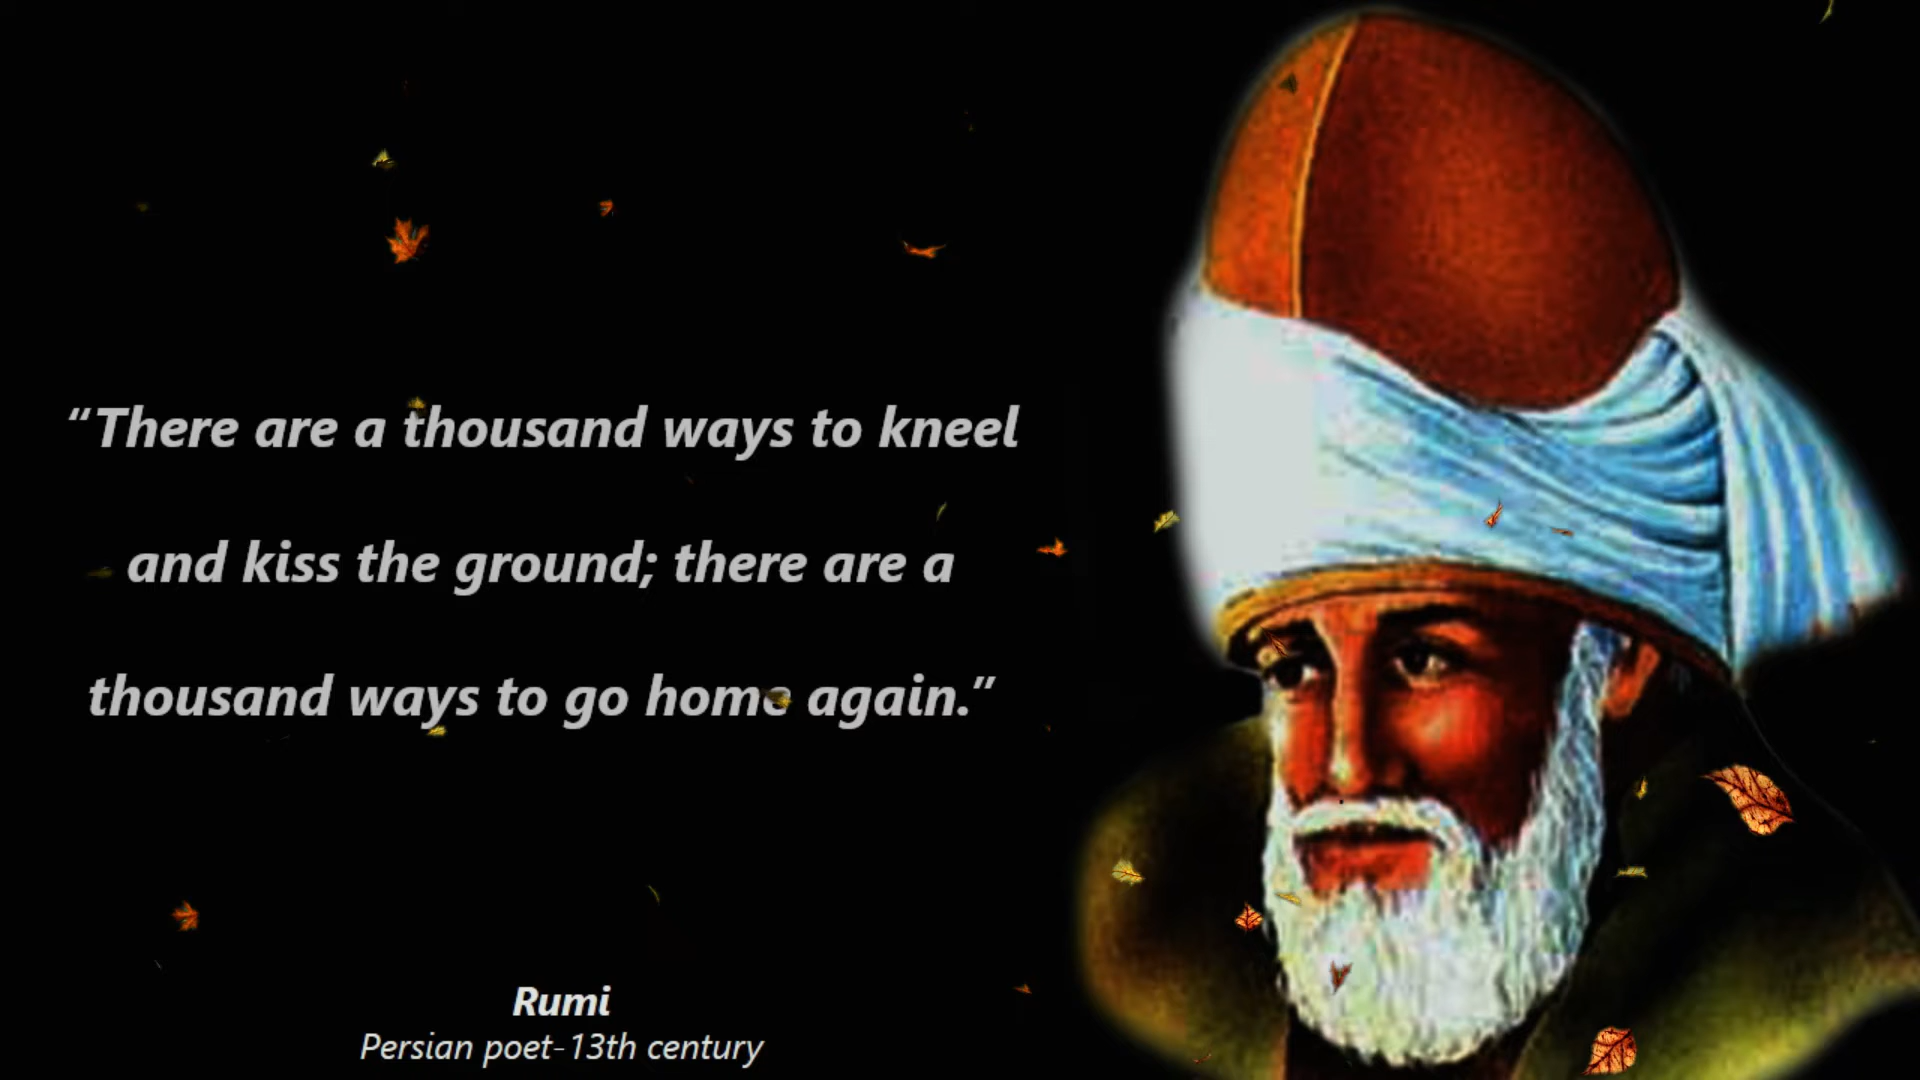 “There are a thousand ways to kneel
and kiss the ground; there are a
thousand ways to go home again.”
Rumi
Persian poet-13th century